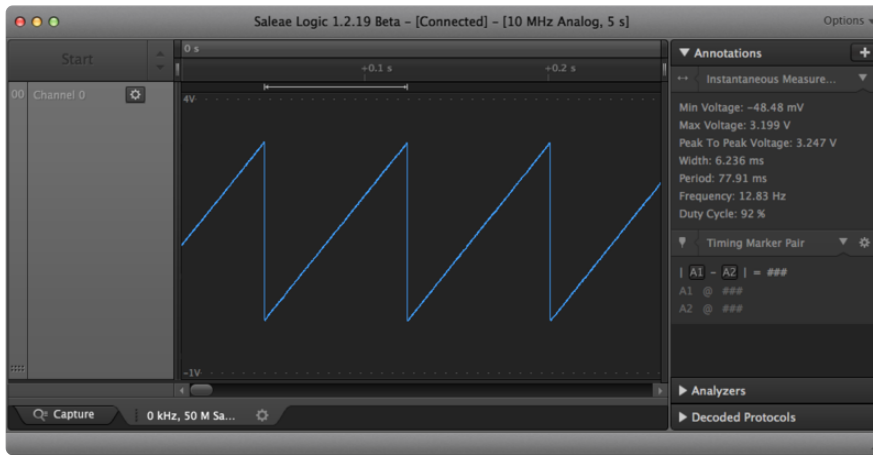 Saleae Logic 1.2.19 Beta – [Connected] – [10 MHz Analog, 5 s]
Options
Start
0 s
+0.1 s
+0.2 s
00 Channel 0
4V
-1V
Capture
0 kHz, 50 M Sa...
Annotations
Instantaneous Measure...
Min Voltage: -48.48 mV
Max Voltage: 3.199 V
Peak To Peak Voltage: 3.247 V
Width: 6.236 ms
Period: 77.91 ms
Frequency: 12.83 Hz
Duty Cycle: 92 %
Timing Marker Pair
| A1 – A2 | = ###
A1 @ ###
A2 @ ###
Analyzers
Decoded Protocols